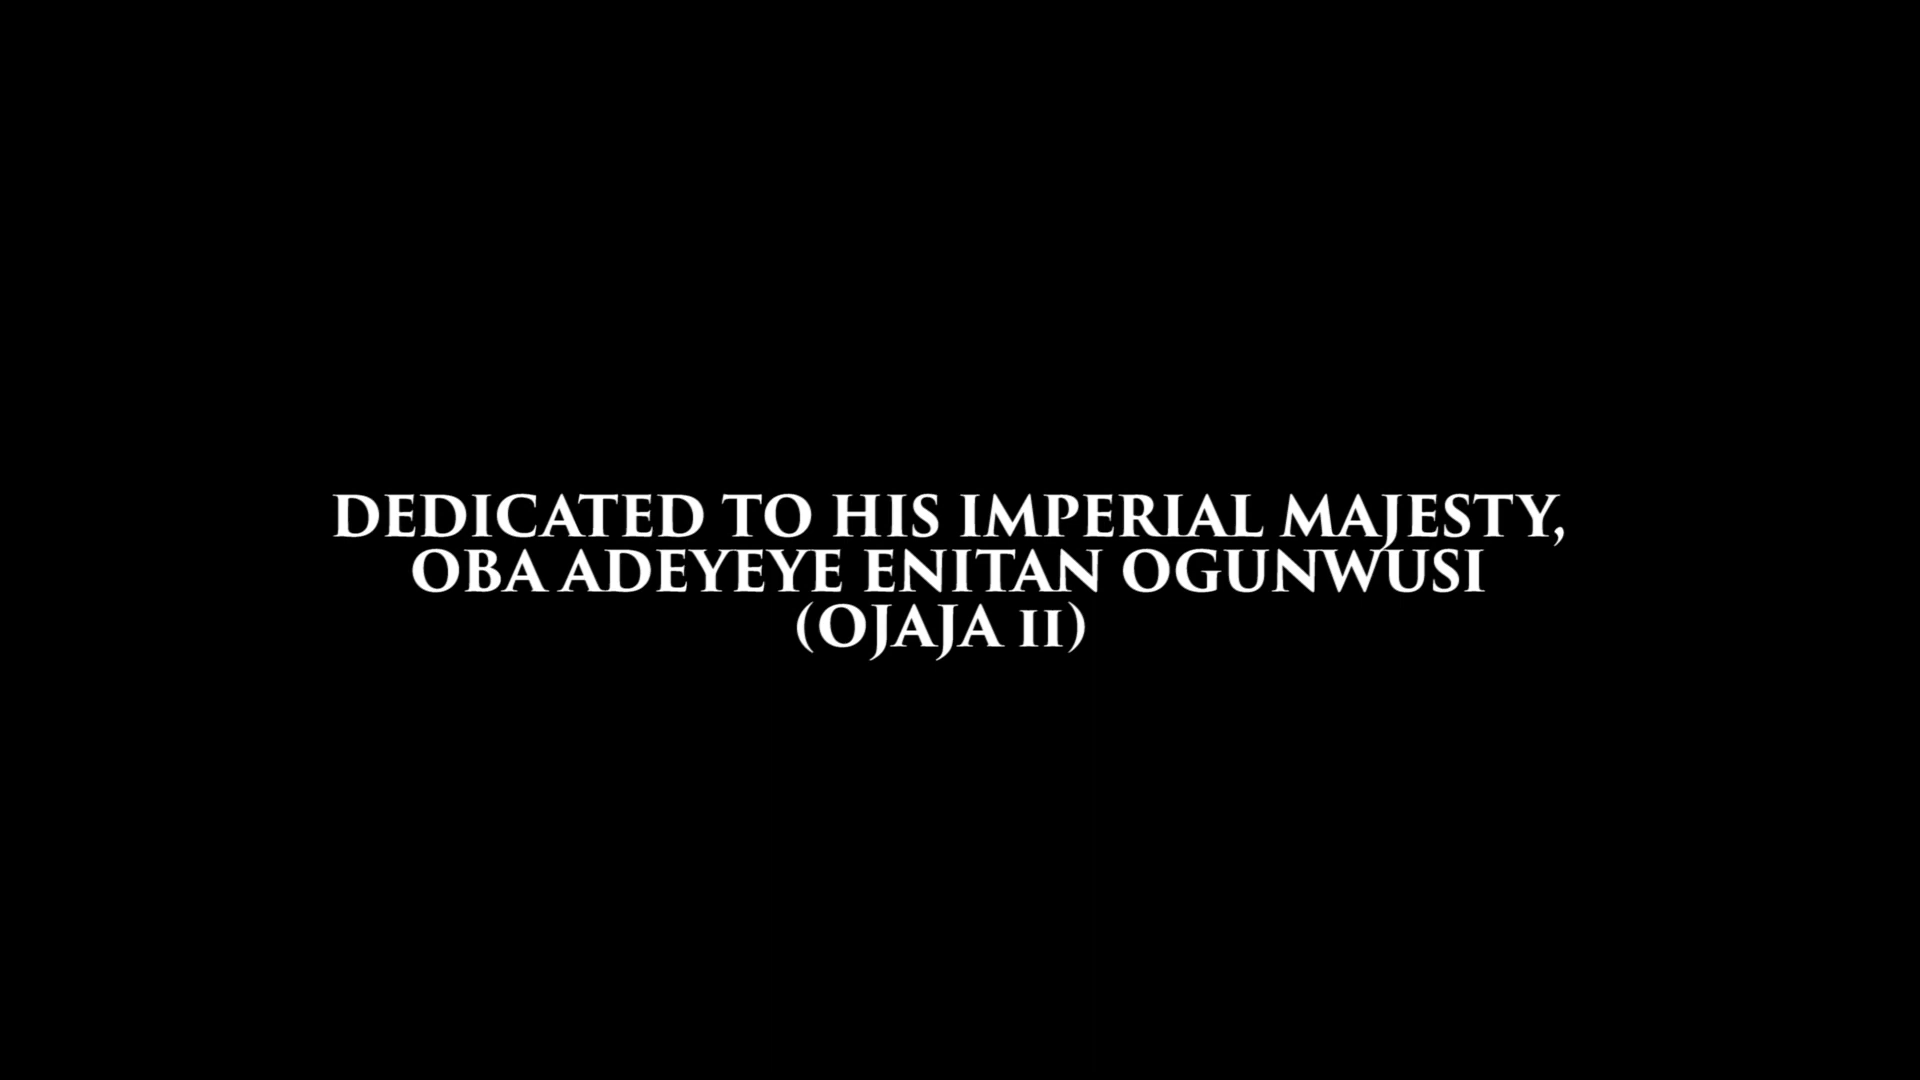 DEDICATED TO HIS IMPERIAL MAJESTY,
OBA ADEYEYE ENITAN OGUNWUSI
(OJAJA II)